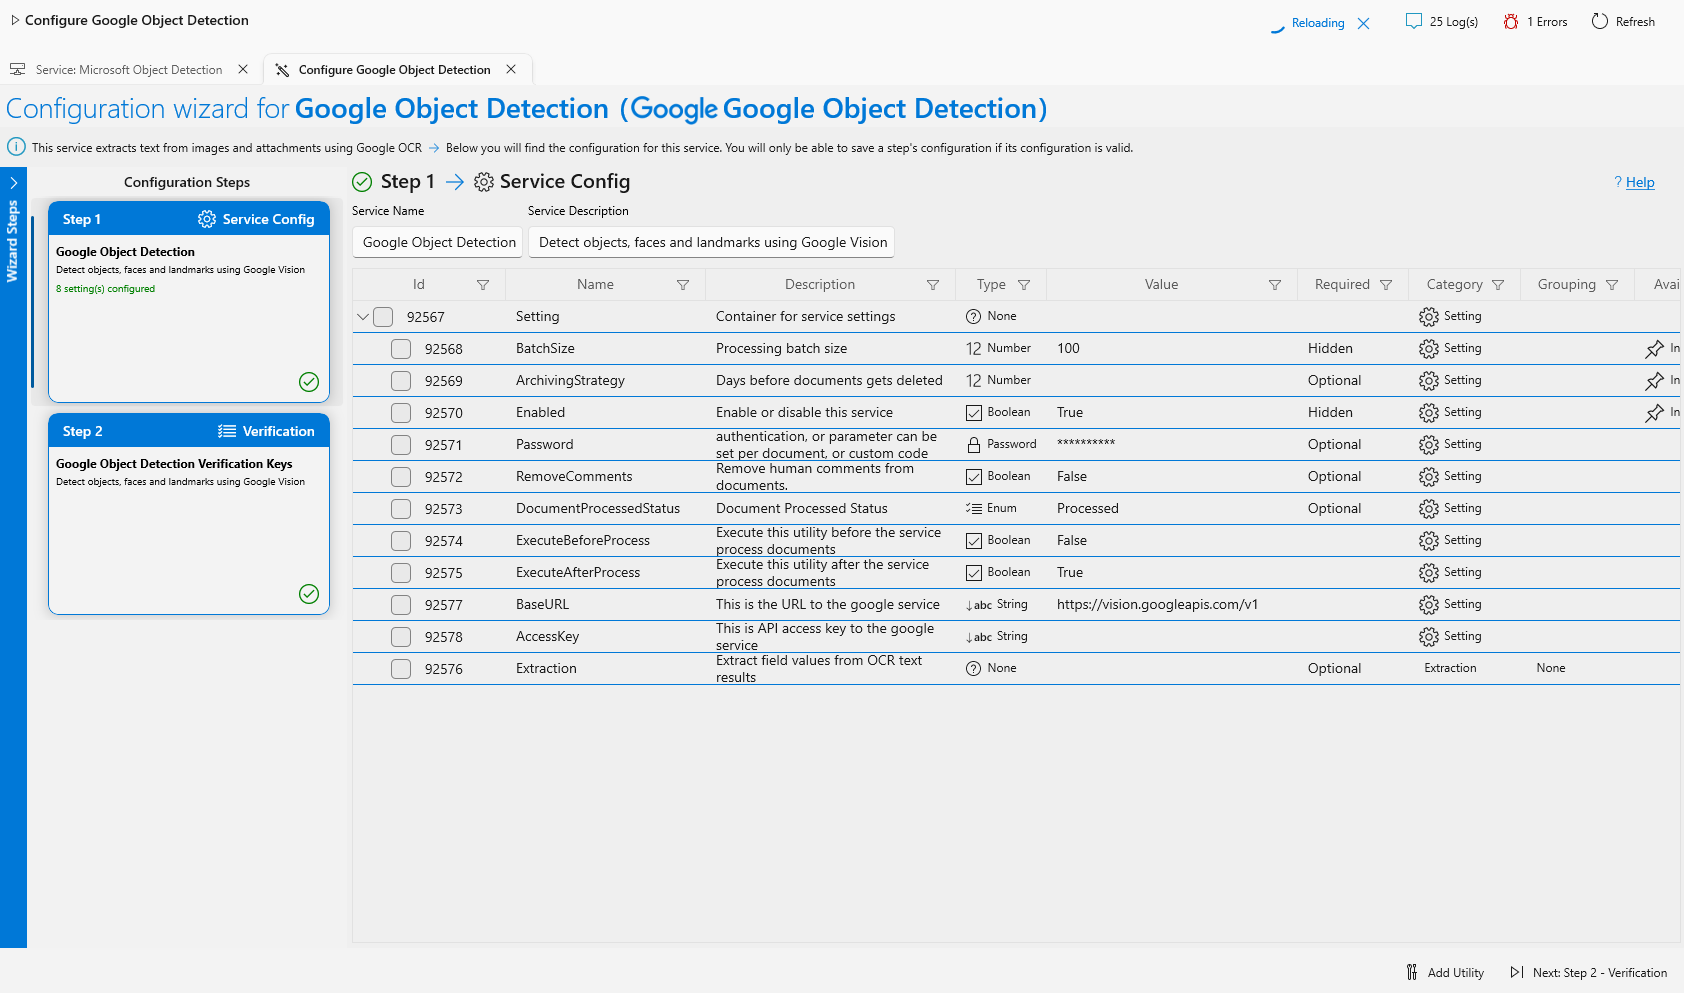 Configure Google Object Detection
Reloading
25 Log(s)
1 Errors
Refresh
Service: Microsoft Object Detection
Configure Google Object Detection
Configuration wizard for Google Object Detection (Google Google Object Detection)
This service extracts text from images and attachments using Google OCR → Below you will find the configuration for this service. You will only be able to save a step's configuration if its configuration is valid.
Wizard Steps
Configuration Steps
Step 1 Service Config
Google Object Detection
Detect objects, faces and landmarks using Google Vision
8 setting(s) configured
Step 2 Verification
Google Object Detection Verification Keys
Detect objects, faces and landmarks using Google Vision
Step 1 → Service Config
? Help
Service Name Service Description
Google Object Detection Detect objects, faces and landmarks using Google Vision
Id Name Description Type Value Required Category Grouping Avai
92567 Setting Container for service settings None Setting
92568 BatchSize Processing batch size 12 Number 100 Hidden Setting In
92569 ArchivingStrategy Days before documents gets deleted 12 Number Optional Setting In
92570 Enabled Enable or disable this service Boolean True Hidden Setting In
92571 Password authentication, or parameter can be
set per document, or custom code Password ********** Optional Setting
92572 RemoveComments Remove human comments from
documents. Boolean False Optional Setting
92573 DocumentProcessedStatus Document Processed Status Enum Processed Optional Setting
92574 ExecuteBeforeProcess Execute this utility before the service
process documents Boolean False Setting
92575 ExecuteAfterProcess Execute this utility after the service
process documents Boolean True Setting
92577 BaseURL This is the URL to the google service ↓abc String https://vision.googleapis.com/v1 Setting
92578 AccessKey This is API access key to the google
service ↓abc String Setting
92576 Extraction Extract field values from OCR text
results None Optional Extraction None
Add Utility
Next: Step 2 - Verification